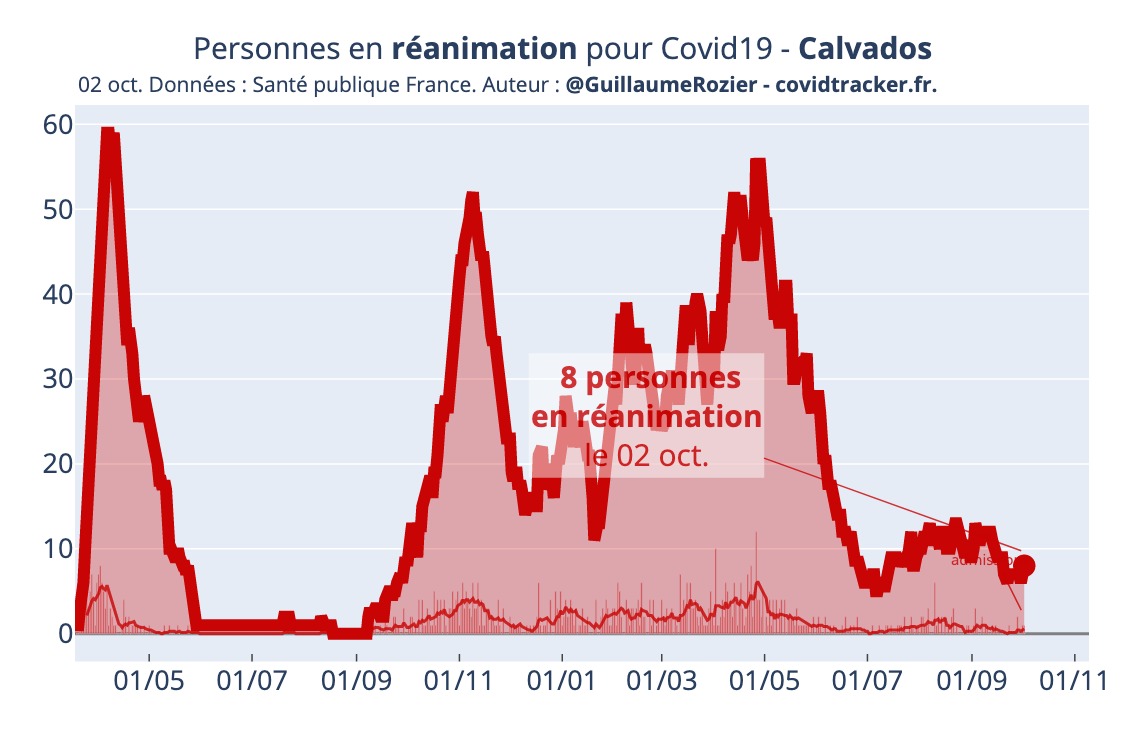 Personnes en réanimation pour Covid19 - Calvados
02 oct. Données : Santé publique France. Auteur : @GuillaumeRozier - covidtracker.fr.
60
50
40
30
20
10
0
8 personnes
en réanimation
le 02 oct.
01/05 01/07 01/09 01/11 01/01 01/03 01/05 01/07 01/09 01/11